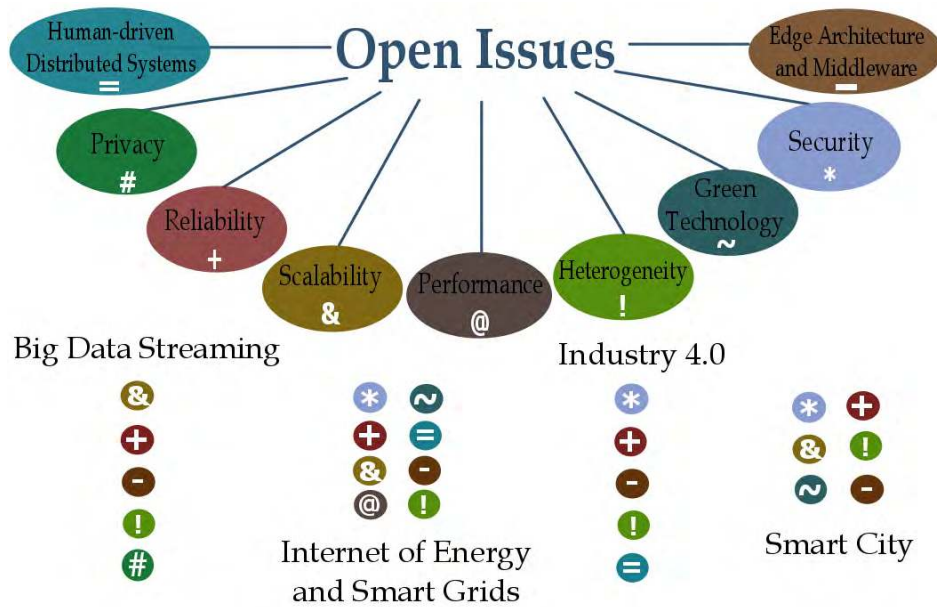 Open Issues
Human-driven
Distributed Systems
=
Privacy
#
Reliability
+
Scalability
&
Performance
@
Heterogeneity
!
Green
Technology
~
Security
*
Edge Architecture
and Middleware
-
Big Data Streaming
&
+
-
!
#
* ~
+ =
& -
@ !
Internet of Energy
and Smart Grids
Industry 4.0
*
+
-
!
=
* +
& !
~ -
Smart City